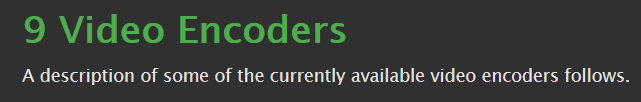 9 Video Encoders
A description of some of the currently available video encoders follows.